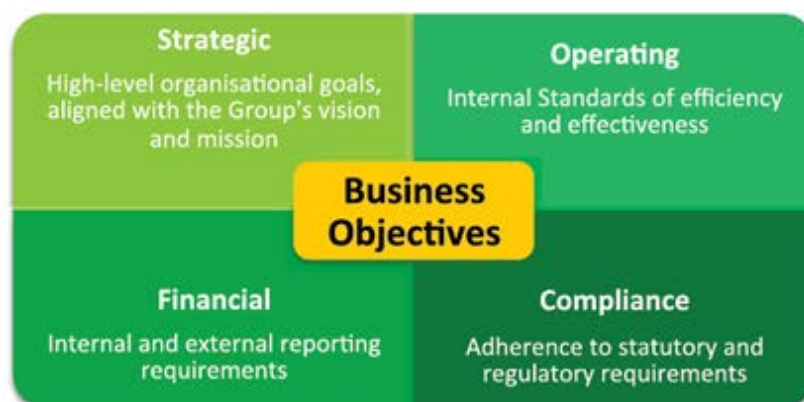 Strategic
High-level organisational goals,
aligned with the Group's vision
and mission
Operating
Internal Standards of efficiency
and effectiveness
Business
Objectives
Financial
Internal and external reporting
requirements
Compliance
Adherence to statutory and
regulatory requirements